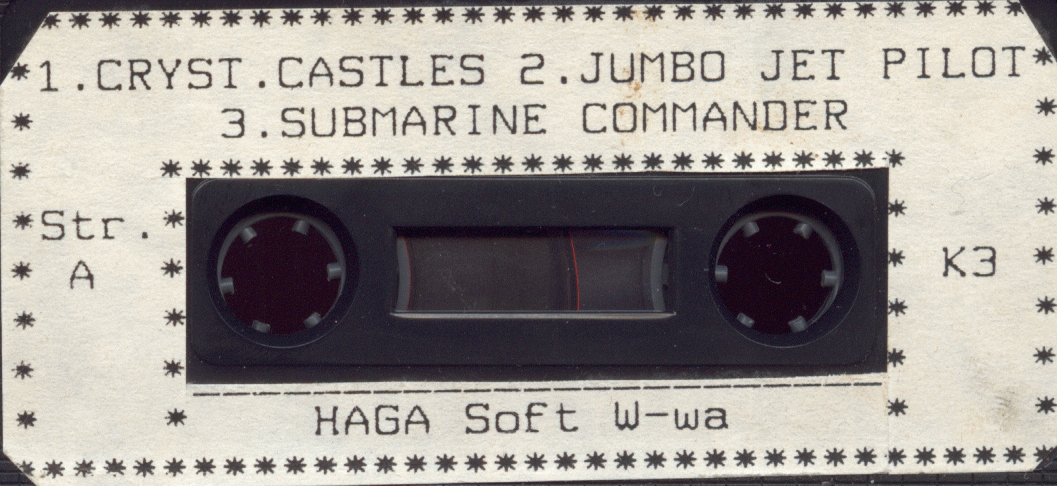 1.CRYST.CASTLES 2.JUMBO JET PILOT
3.SUBMARINE COMMANDER
Str.
A
K3
HAGA Soft W-wa